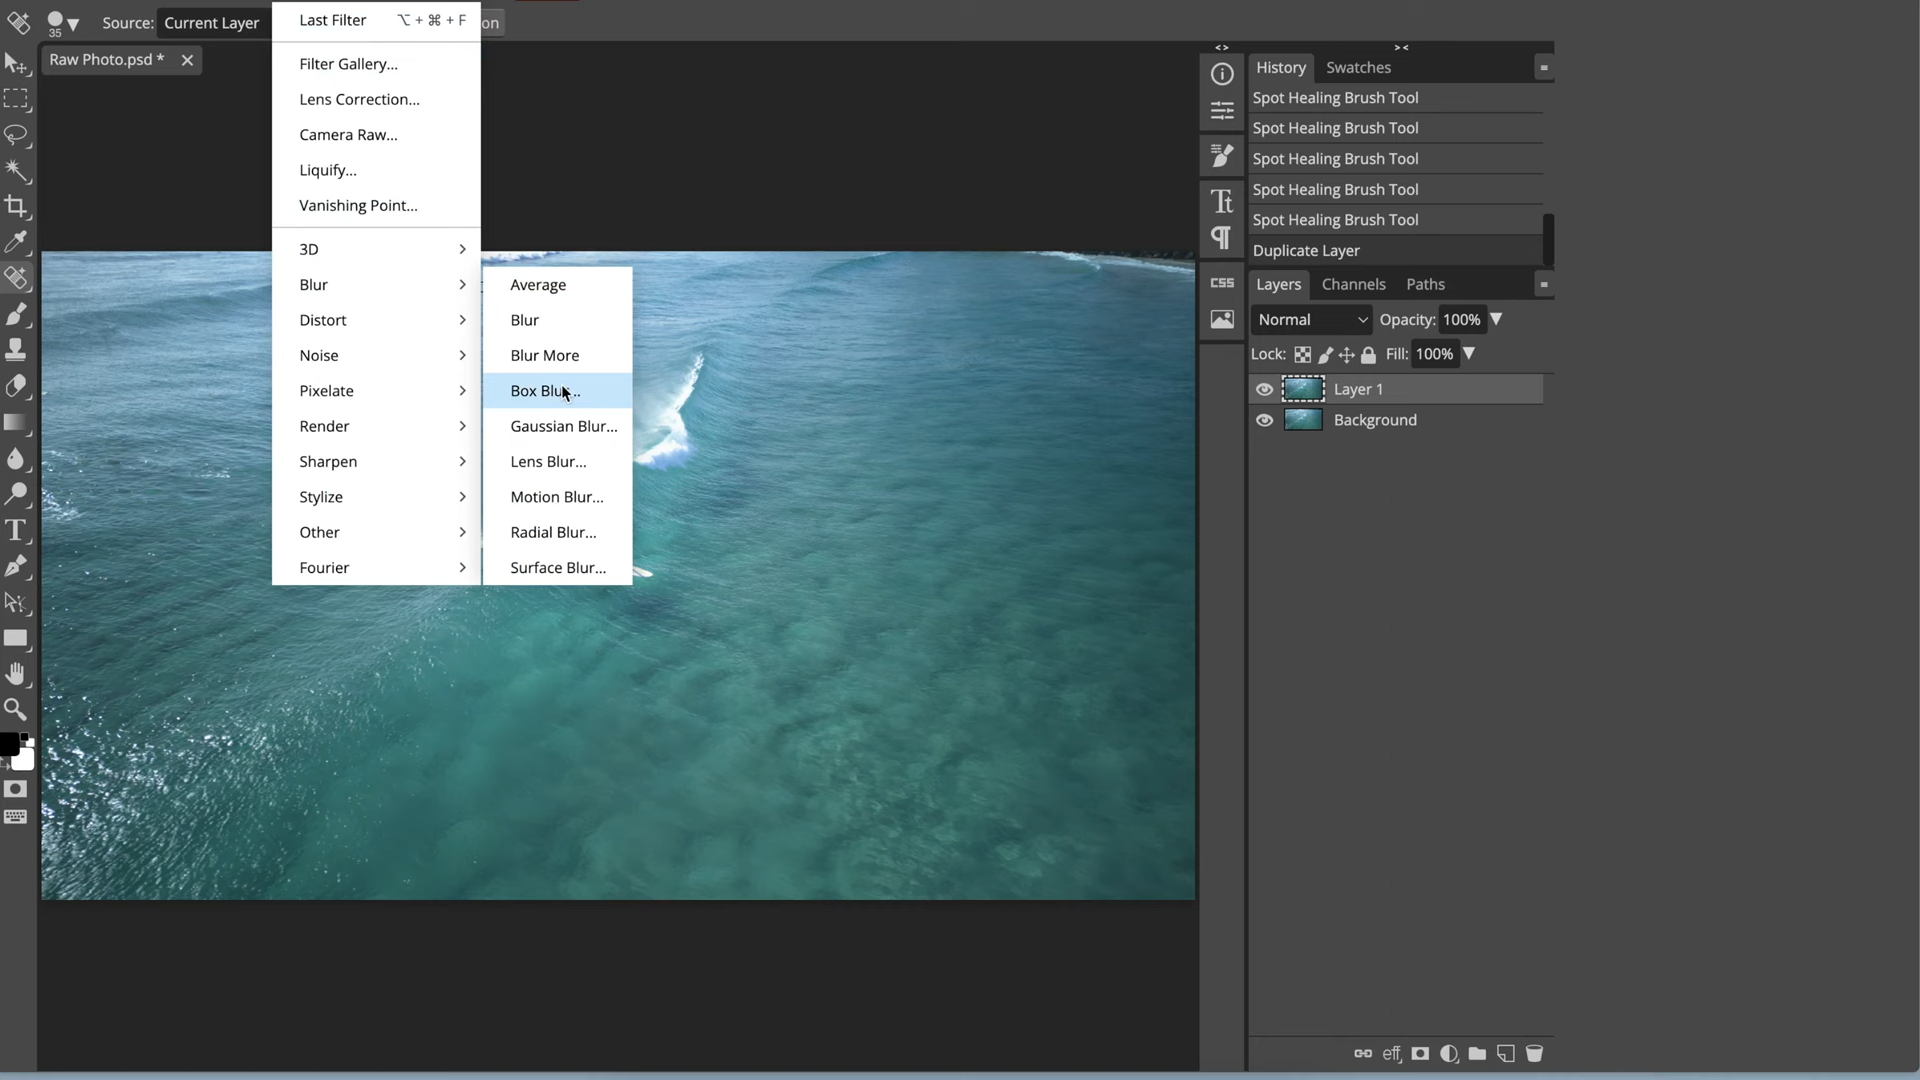 35
Source: Current Layer
on
Raw Photo.psd *
Last Filter ⌥ + ⌘ + F
Filter Gallery...
Lens Correction...
Camera Raw...
Liquify...
Vanishing Point...
3D
Blur
Distort
Noise
Pixelate
Render
Sharpen
Stylize
Other
Fourier
Average
Blur
Blur More
Box Blur...
Gaussian Blur...
Lens Blur...
Motion Blur...
Radial Blur...
Surface Blur...
CSS
History Swatches
Spot Healing Brush Tool
Spot Healing Brush Tool
Spot Healing Brush Tool
Spot Healing Brush Tool
Spot Healing Brush Tool
Duplicate Layer
Layers Channels Paths
Normal Opacity: 100%
Lock: Fill: 100%
Layer 1
Background
eff